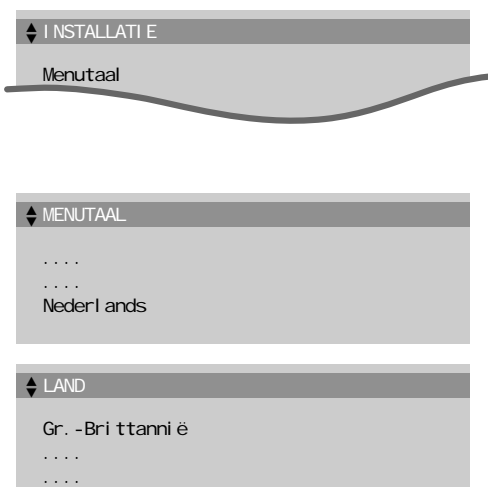 INSTALLATIE
Menutaal
MENUTAAL
....
....
Nederlands
LAND
Gr.-Brittannië
....
....